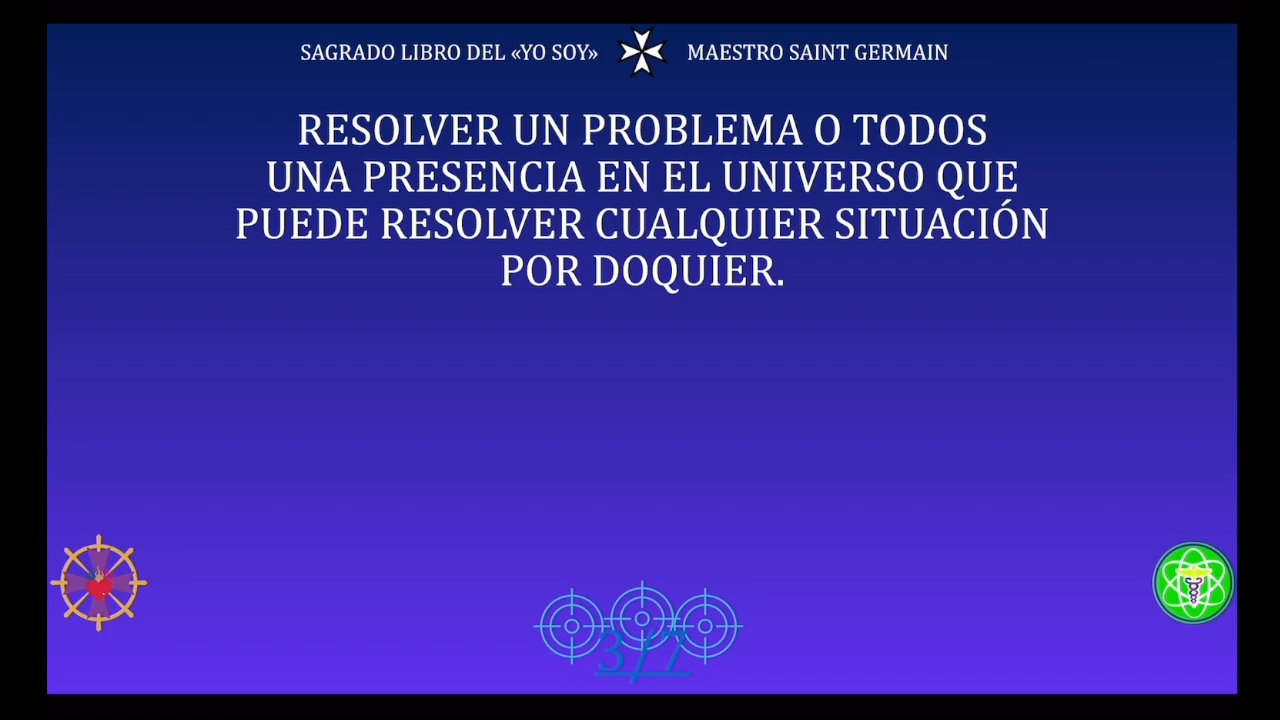 SAGRADO LIBRO DEL «YO SOY» MAESTRO SAINT GERMAIN
RESOLVER UN PROBLEMA O TODOS
UNA PRESENCIA EN EL UNIVERSO QUE
PUEDE RESOLVER CUALQUIER SITUACIÓN
POR DOQUIER.
3/7